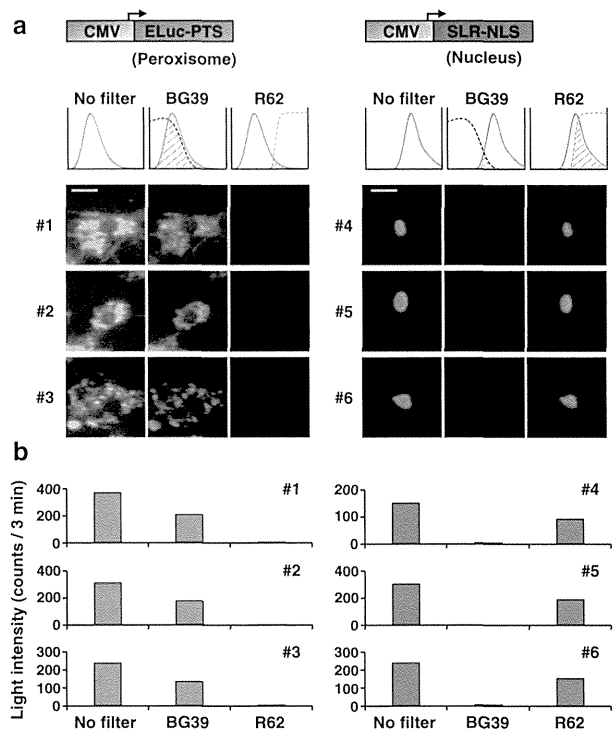 a
CMV ELuc-PTS
(Peroxisome)
CMV SLR-NLS
(Nucleus)
No filter BG39 R62
No filter BG39 R62
#1
#2
#3
#4
#5
#6
b
Light intensity (counts / 3 min)
400
200
0
#1
400
200
0
#2
300
200
100
0
#3
No filter BG39 R62
200
100
0
#4
400
200
0
#5
300
200
100
0
#6
No filter BG39 R62